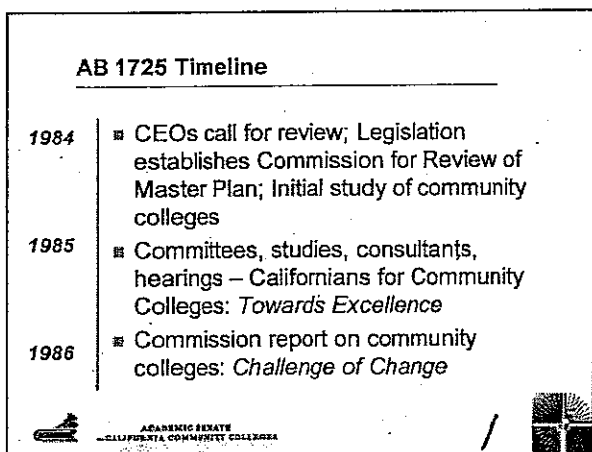 AB 1725 Timeline
1984
■ CEOs call for review; Legislation
establishes Commission for Review of
Master Plan; Initial study of community
colleges
1985
■ Committees, studies, consultants,
hearings – Californians for Community
Colleges: Towards Excellence
1986
■ Commission report on community
colleges: Challenge of Change
ACADEMIC SENATE
CALIFORNIA COMMUNITY COLLEGES